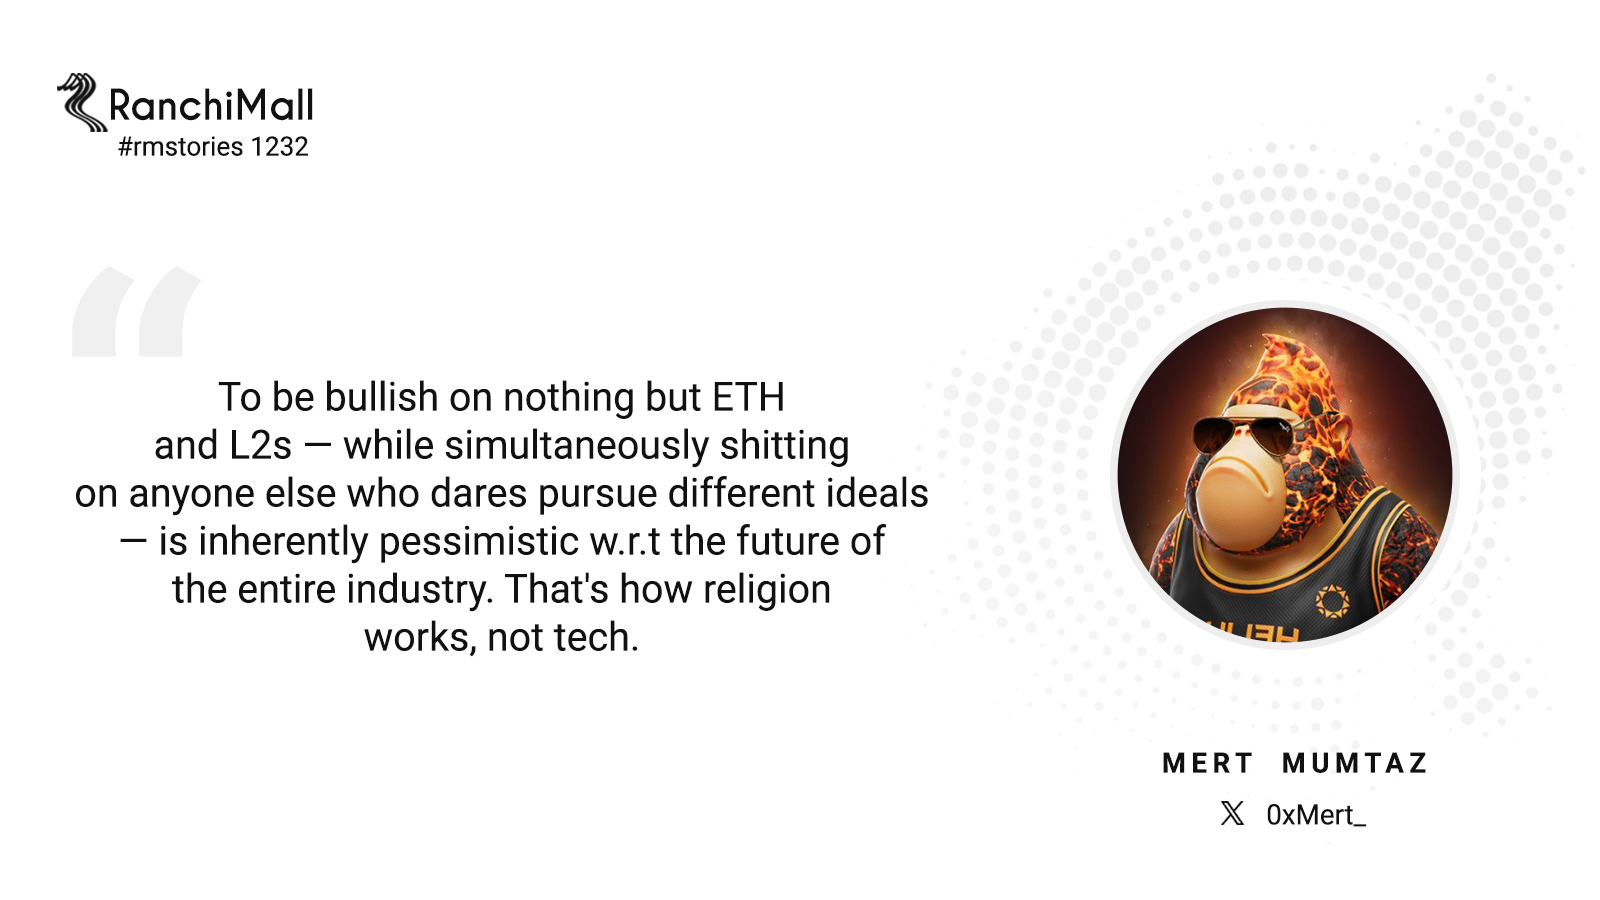 RanchiMall
#rmstories 1232
“
To be bullish on nothing but ETH
and L2s — while simultaneously shitting
on anyone else who dares pursue different ideals
— is inherently pessimistic w.r.t the future of
the entire industry. That's how religion
works, not tech.
MERT MUMTAZ
𝕏 0xMert_